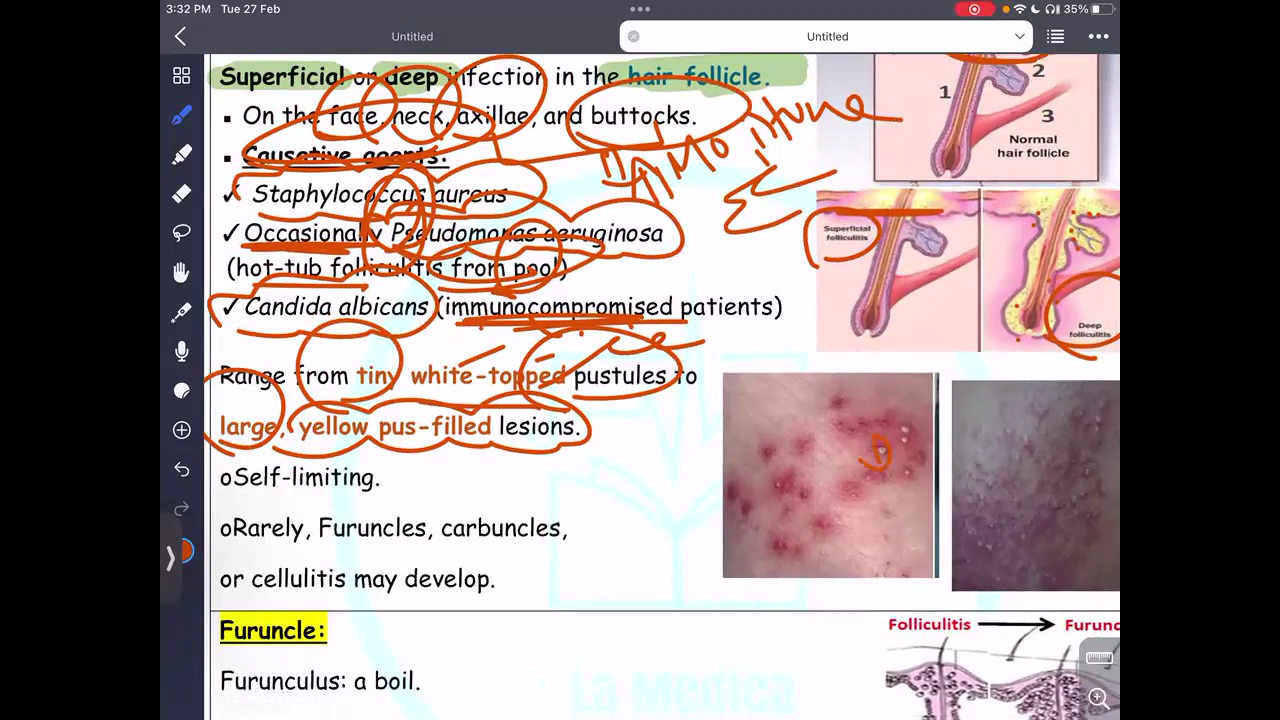 3:32 PM Tue 27 Feb
35%
Untitled
Untitled
Superficial or deep infection in the hair follicle.
▪ On the face, neck, axillae, and buttocks.
▪ Causative agents:
✓ Staphylococcus aureus
✓ Occasionally Pseudomonas aeruginosa
(hot-tub folliculitis from pool)
✓ Candida albicans (immunocompromised patients)
Range from tiny white-topped pustules to
large, yellow pus-filled lesions.
oSelf-limiting.
oRarely, Furuncles, carbuncles,
or cellulitis may develop.
Furuncle:
Furunculus: a boil.
1
2
3
Normal
hair follicle
Superficial
folliculitis
Deep
folliculitis
Folliculitis
Furunc
La Medica